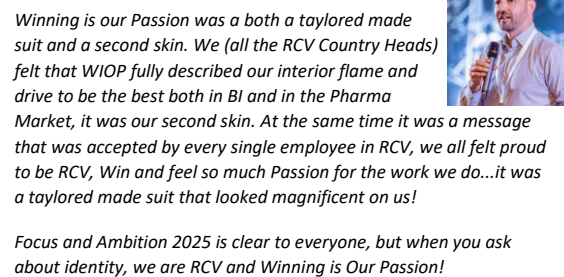 Winning is our Passion was a both a taylored made
suit and a second skin. We (all the RCV Country Heads)
felt that WIOP fully described our interior flame and
drive to be the best both in BI and in the Pharma
Market, it was our second skin. At the same time it was a message
that was accepted by every single employee in RCV, we all felt proud
to be RCV, Win and feel so much Passion for the work we do...it was
a taylored made suit that looked magnificent on us!
Focus and Ambition 2025 is clear to everyone, but when you ask
about identity, we are RCV and Winning is Our Passion!